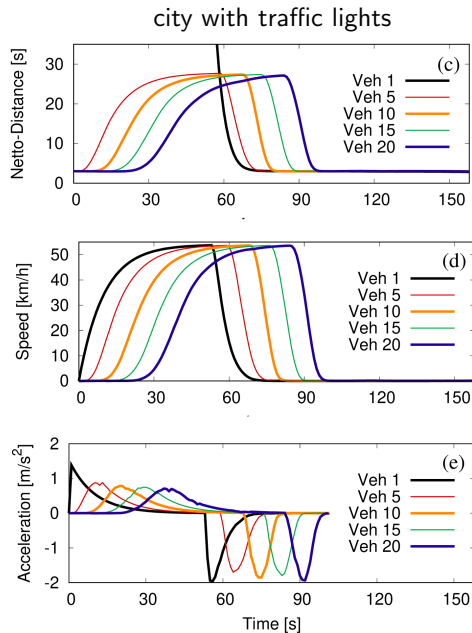 city with traffic lights
Netto-Distance [s]
30
20
10
0
0
30
60
90
120
150
(c)
Veh 1
Veh 5
Veh 10
Veh 15
Veh 20
Speed [km/h]
50
40
30
20
10
0
0
30
60
90
120
150
(d)
Veh 1
Veh 5
Veh 10
Veh 15
Veh 20
Acceleration [m/s²]
2
1
0
-1
-2
0
30
60
90
120
150
(e)
Veh 1
Veh 5
Veh 10
Veh 15
Veh 20
Time [s]